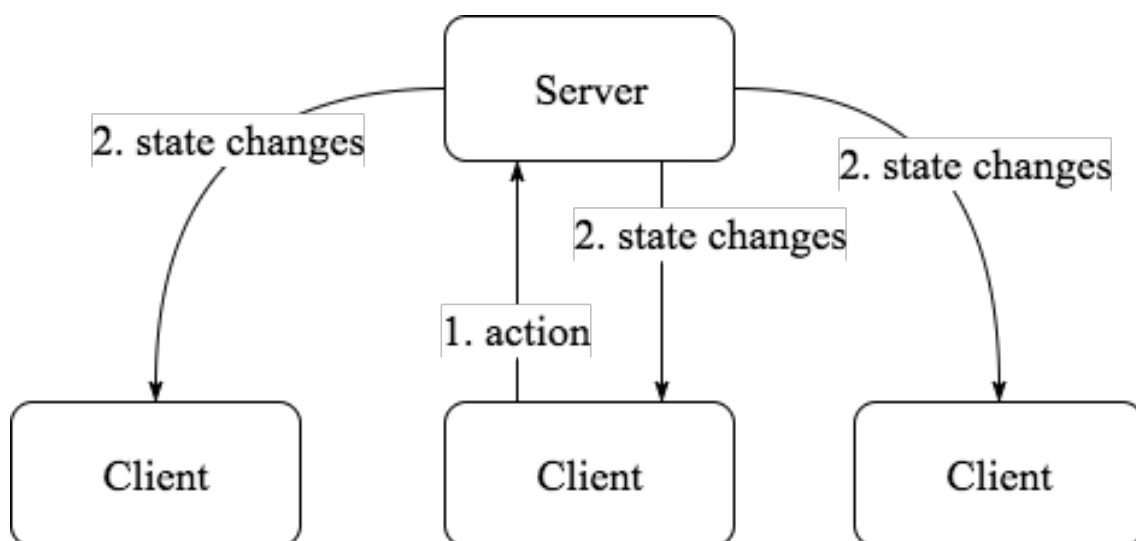 Server
2. state changes
2. state changes
2. state changes
1. action
Client
Client
Client